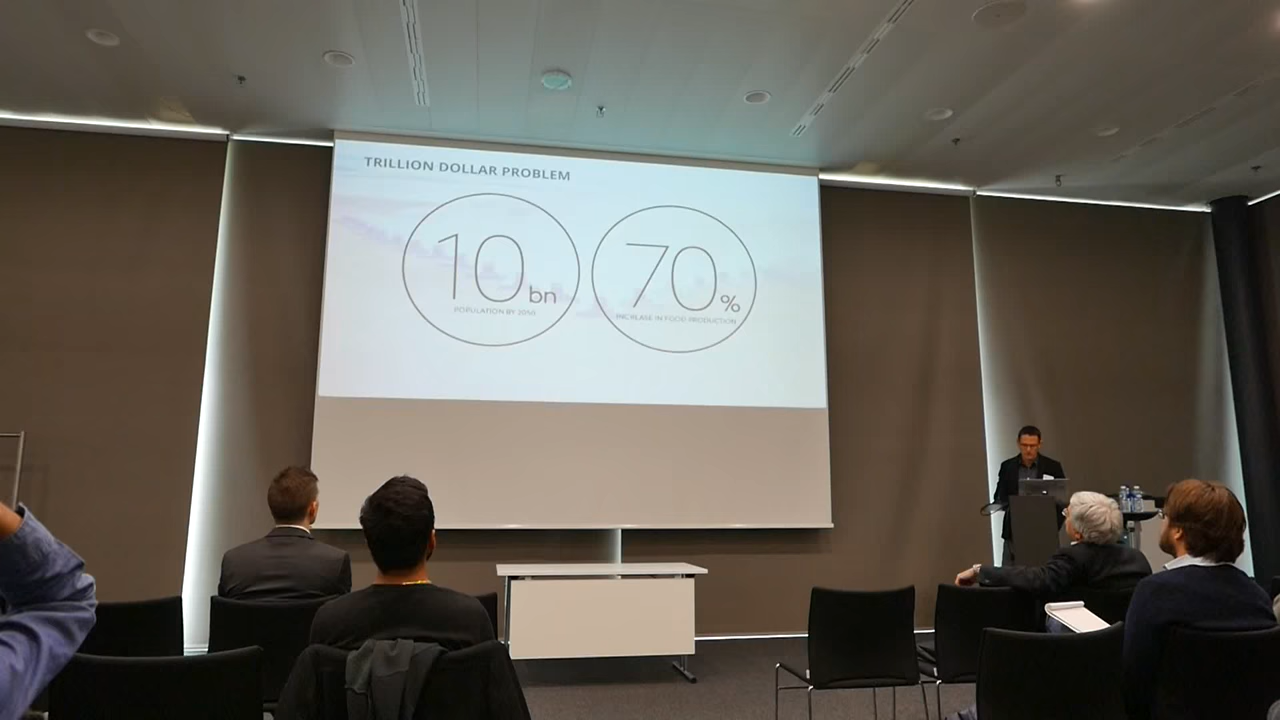 TRILLION DOLLAR PROBLEM
10bn
POPULATION BY 2050
70%
INCREASE IN FOOD PRODUCTION